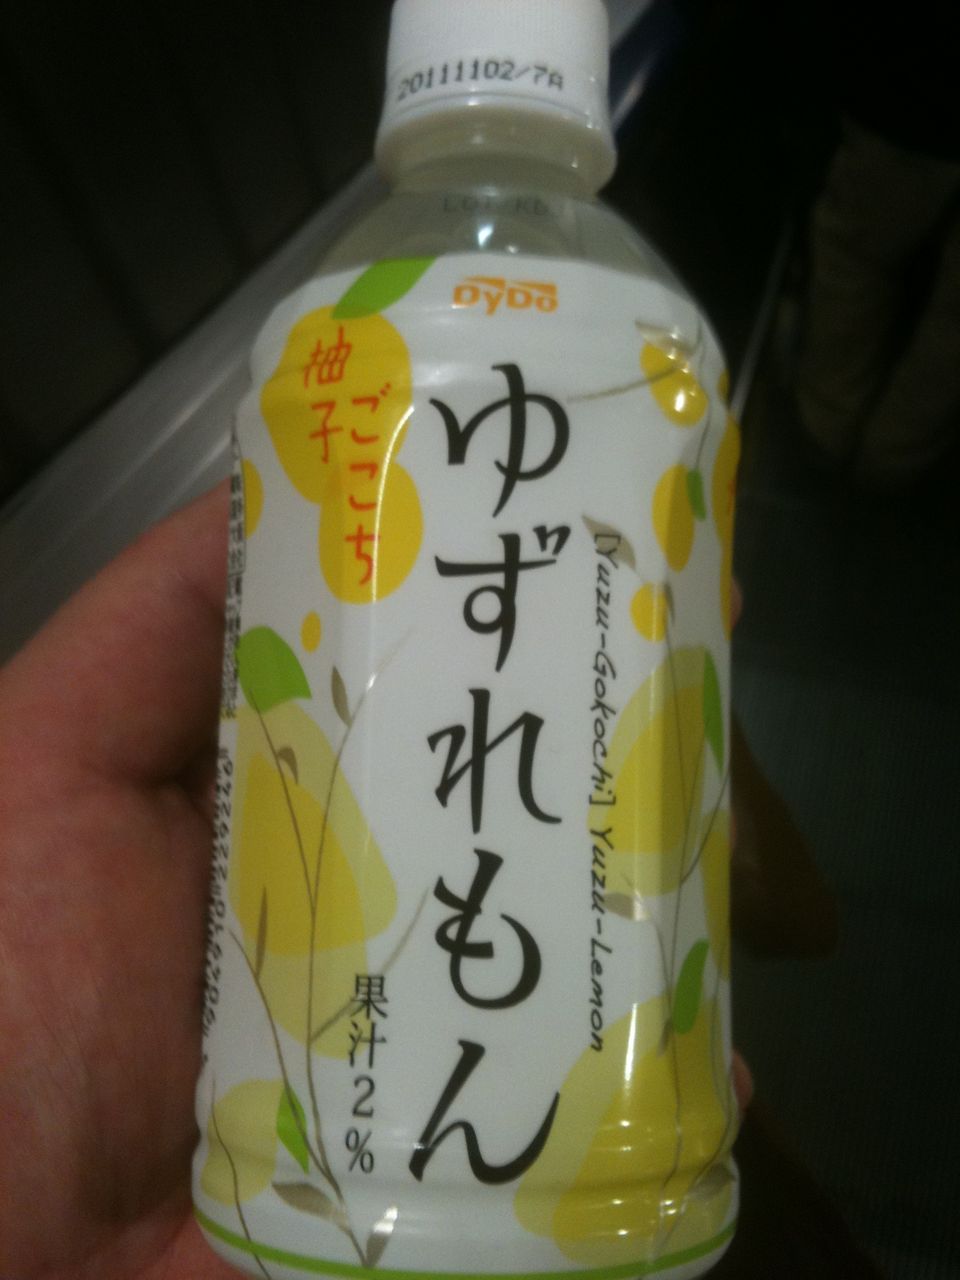 20111102/7A
DyDo
柚子
ごこち
ゆずれもん
[Yuzu-Gokochi] Yuzu-Lemon
果汁2%